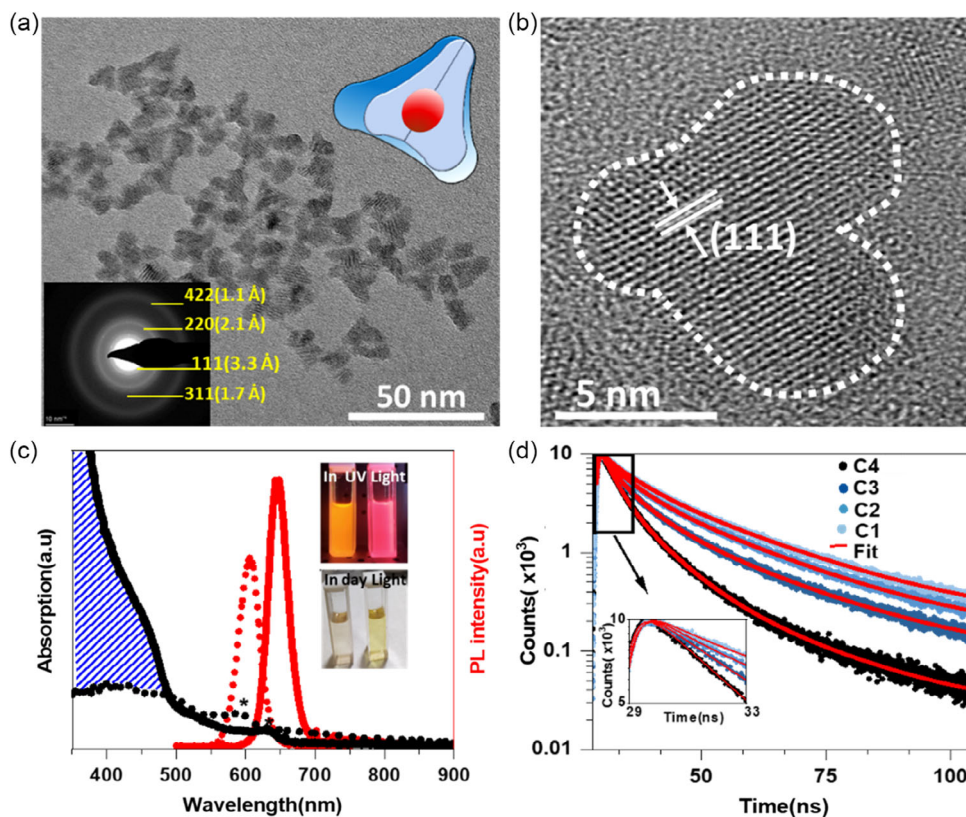 (a)
422(1.1 Å)
220(2.1 Å)
111(3.3 Å)
311(1.7 Å)
10 nm⁻¹
50 nm
(b)
(111)
5 nm
(c)
In UV Light
In day Light
*
*
Absorption(a.u)
PL intensity(a.u)
400 500 600 700 800 900
Wavelength(nm)
(d)
C4
C3
C2
C1
Fit
10
1
0.1
0.01
Counts( x10³)
50 75 100
Time(ns)
10
5
Counts( x10³)
29 33
Time(ns)